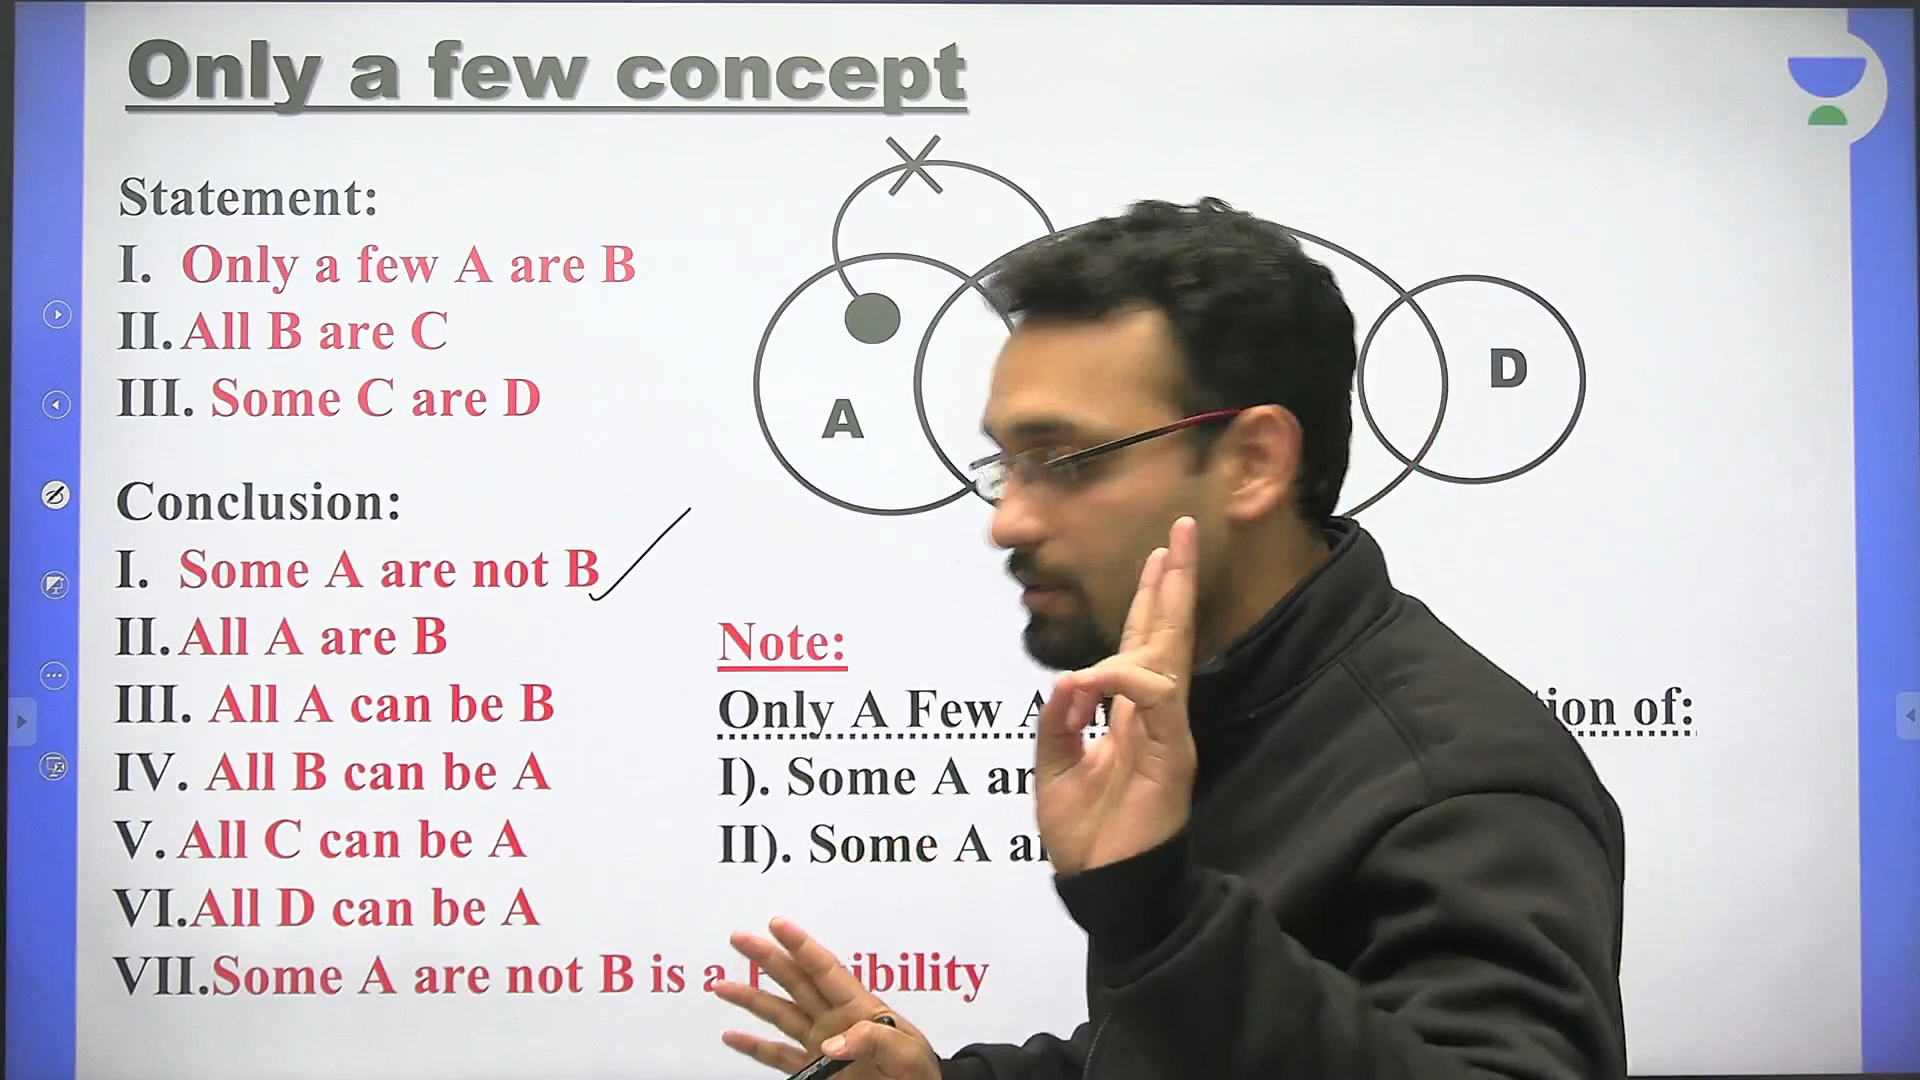 Only a few concept
Statement:
I. Only a few A are B
II. All B are C
III. Some C are D
A
D
Conclusion:
I. Some A are not B
II. All A are B
III. All A can be B
IV. All B can be A
V. All C can be A
VI. All D can be A
VII. Some A are not B is a
Note:
Only A Few of:
I). Some A
II). Some A